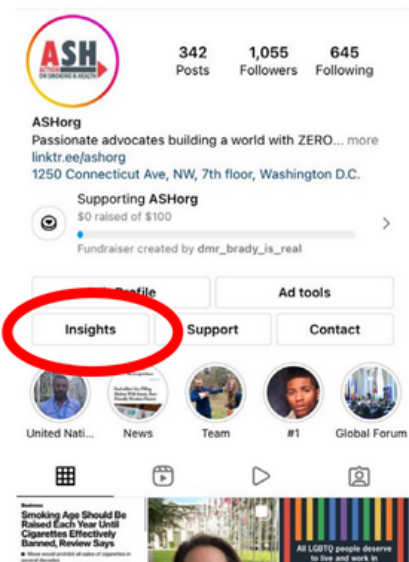 ASH
ACTION
ON SMOKING & HEALTH
342 1,055 645
Posts Followers Following
ASHorg
Passionate advocates building a world with ZERO... more
linktr.ee/ashorg
1250 Connecticut Ave, NW, 7th floor, Washington D.C.
Supporting ASHorg
$0 raised of $100
Fundraiser created by dmr_brady_is_real
Profile Ad tools
Insights Support Contact
United Nati... News Team #1 Global Forum
Business
Smoking Age Should Be
Raised Each Year Until
Cigarettes Effectively
Banned, Review Says
All LGBTQ people deserve
to live and work in